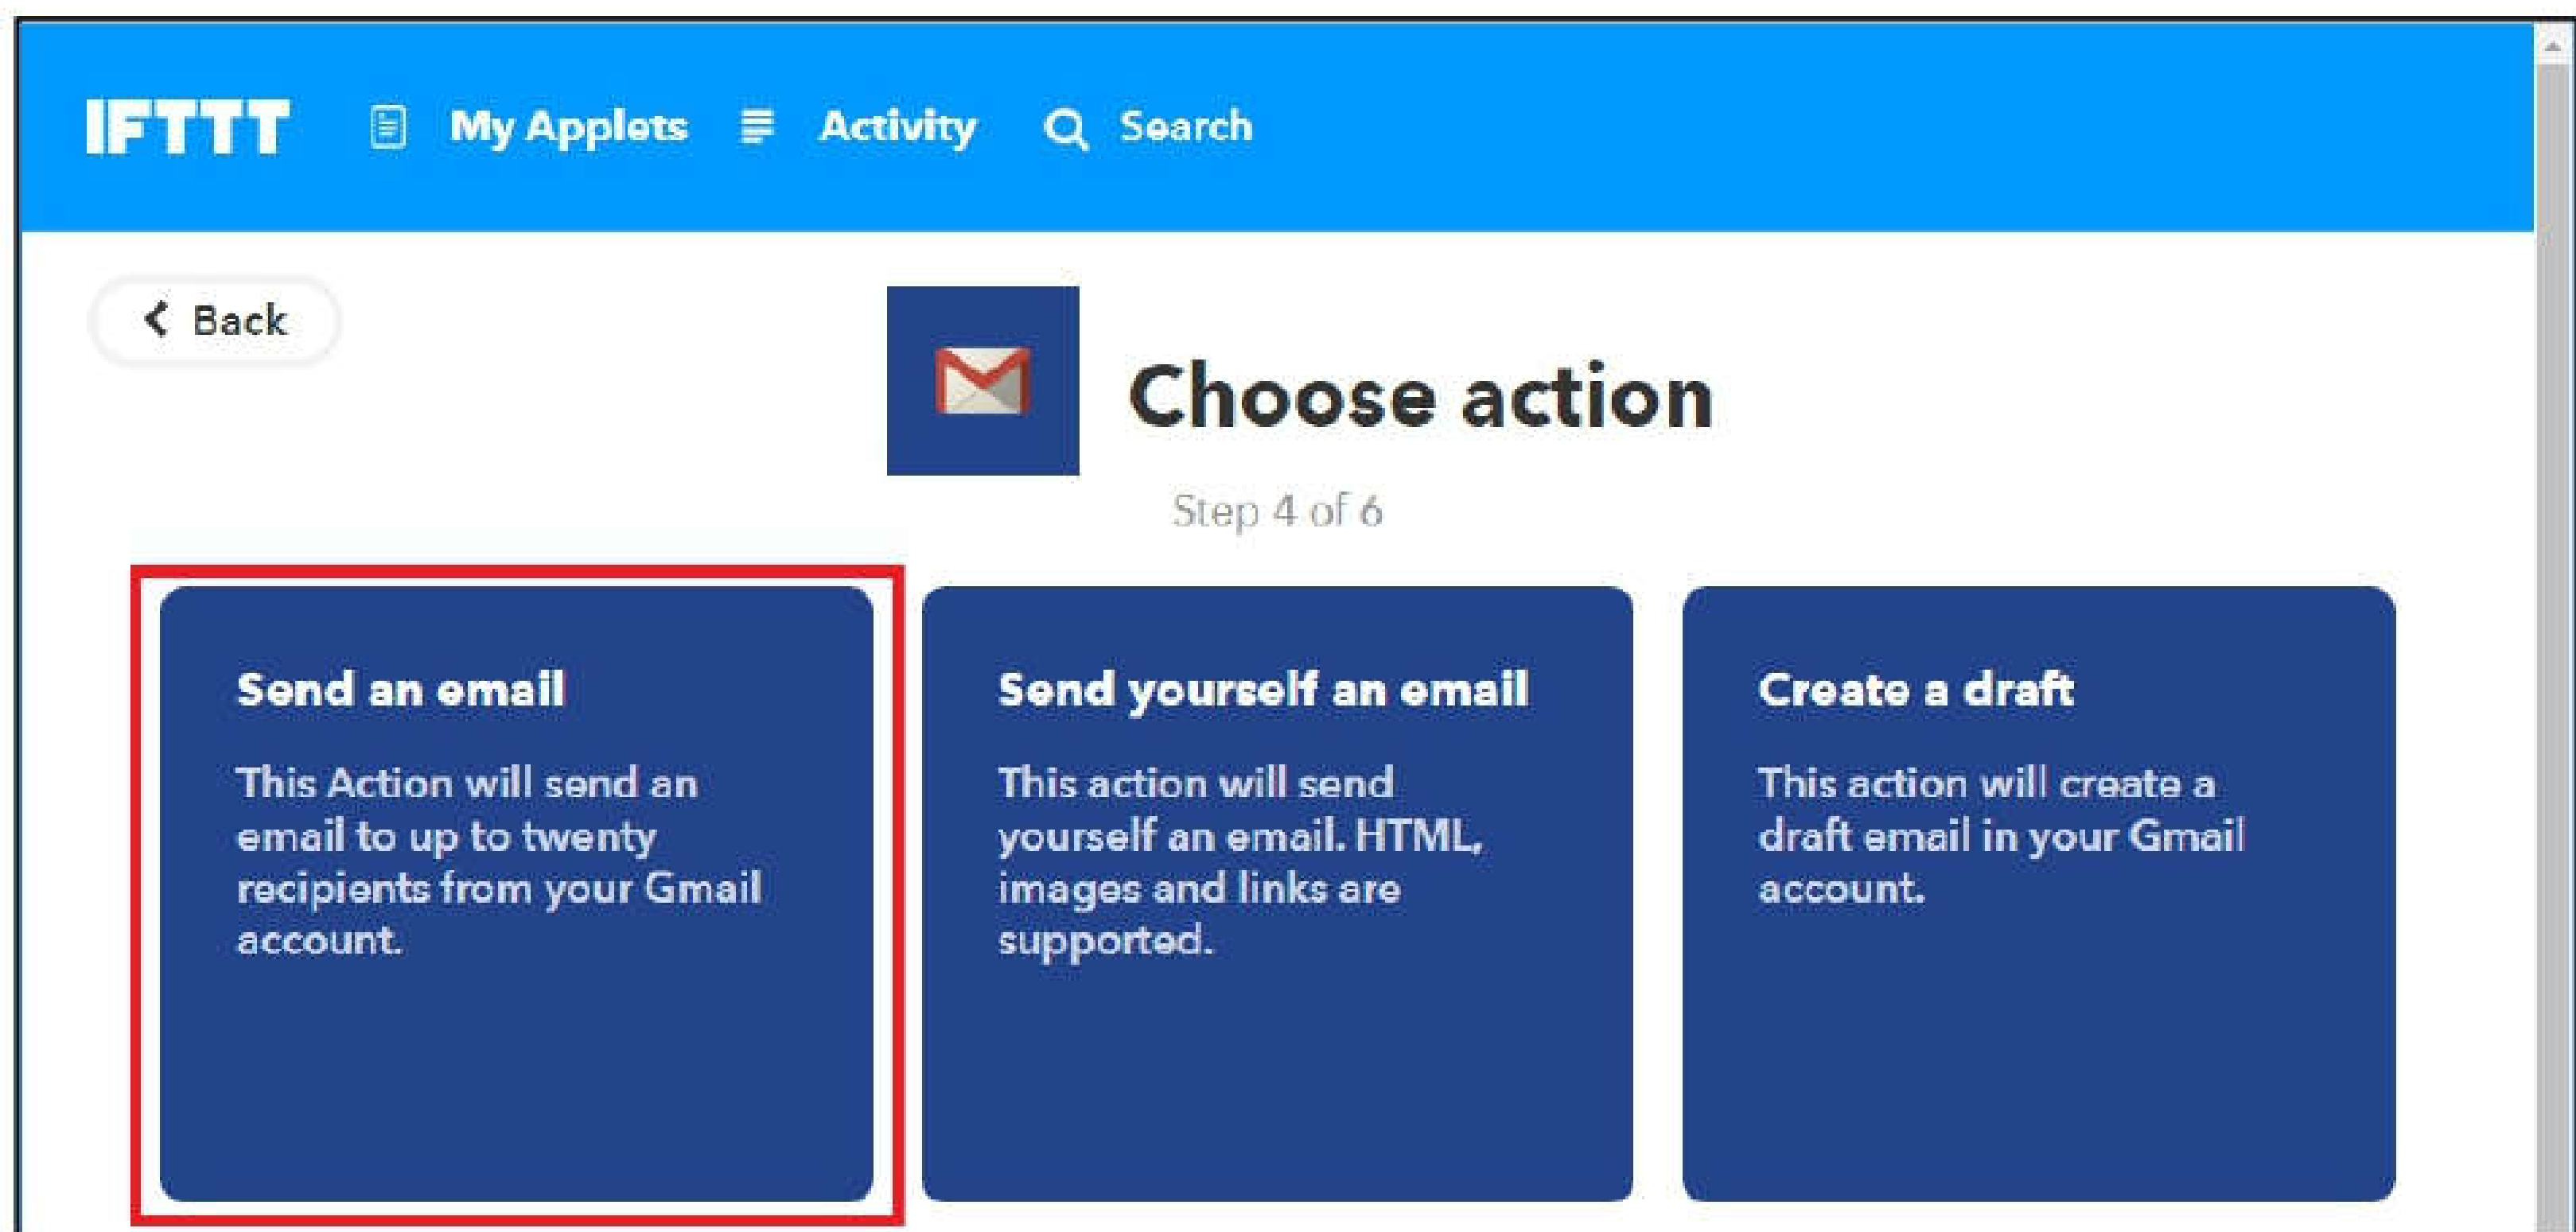 IFTTT My Applets Activity Search
Back
Choose action
Step 4 of 6
Send an email
This Action will send an
email to up to twenty
recipients from your Gmail
account.
Send yourself an email
This action will send
yourself an email. HTML,
images and links are
supported.
Create a draft
This action will create a
draft email in your Gmail
account.